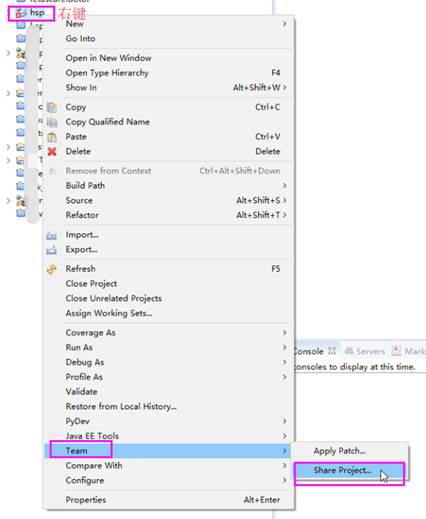 hsp 右键
New
Go Into
Open in New Window
Open Type Hierarchy F4
Show In Alt+Shift+W
Copy Ctrl+C
Copy Qualified Name
Paste Ctrl+V
Delete Delete
Remove from Context Ctrl+Alt+Shift+Down
Build Path
Source Alt+Shift+S
Refactor Alt+Shift+T
Import...
Export...
Refresh F5
Close Project
Close Unrelated Projects
Assign Working Sets...
Coverage As
Run As
Debug As
Profile As
Validate
Restore from Local History...
PyDev
Java EE Tools
Team
Compare With
Configure
Properties Alt+Enter
Console Servers Mark
consoles to display at this time.
Apply Patch...
Share Project...